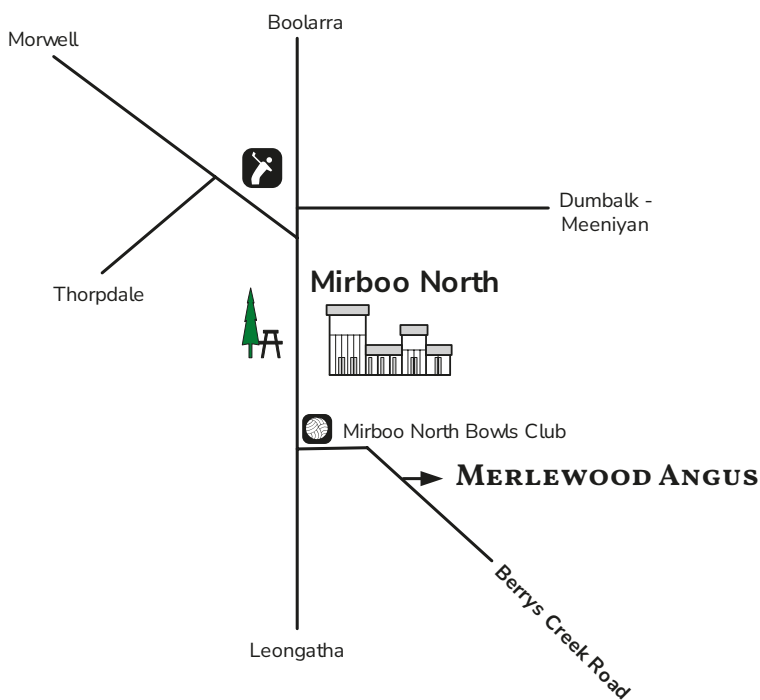 Boolarra
Morwell
Dumbalk -
Meeniyan
Mirboo North
Thorpdale
Mirboo North Bowls Club
MERLEWOOD ANGUS
Berrys Creek Road
Leongatha